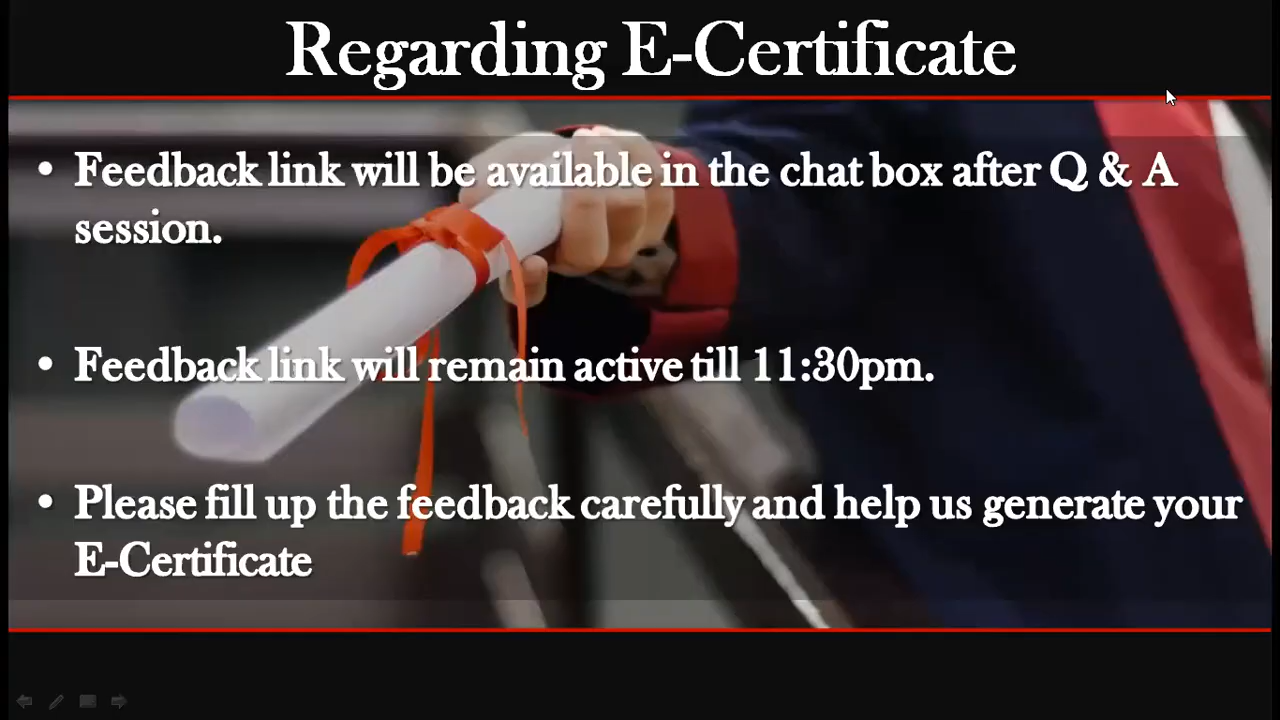 Regarding E-Certificate
• Feedback link will be available in the chat box after Q & A
session.
• Feedback link will remain active till 11:30pm.
• Please fill up the feedback carefully and help us generate your
E-Certificate